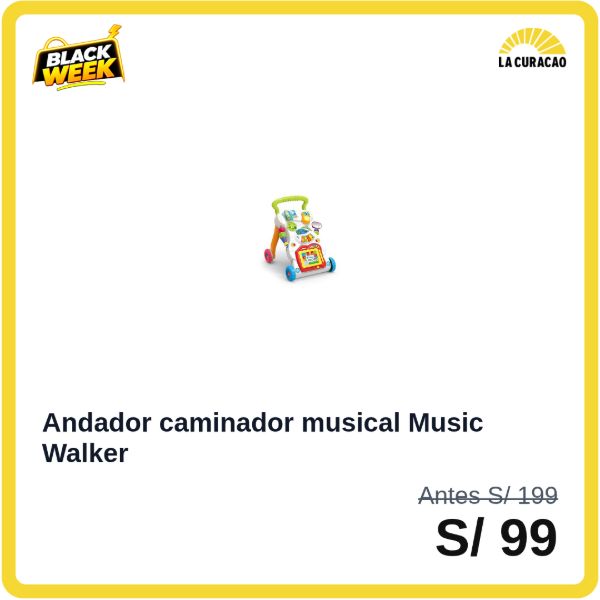 BLACK
WEEK
LA CURACAO
Andador caminador musical Music
Walker
Antes S/ 199
S/ 99